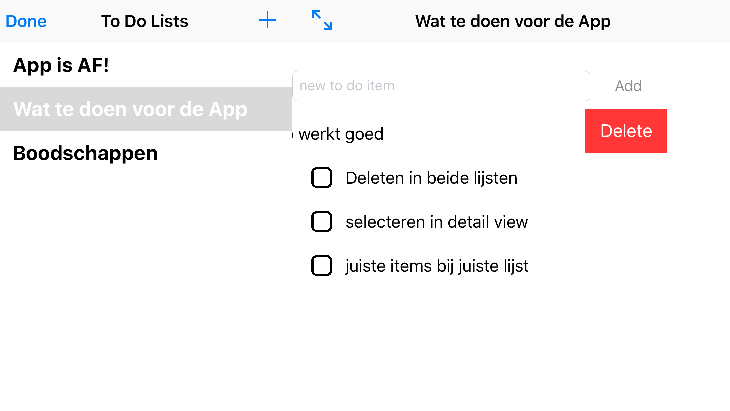 Done
To Do Lists
Wat te doen voor de App
App is AF!
Wat te doen voor de App
Boodschappen
new to do item
Add
werkt goed
Delete
Deleten in beide lijsten
selecteren in detail view
juiste items bij juiste lijst